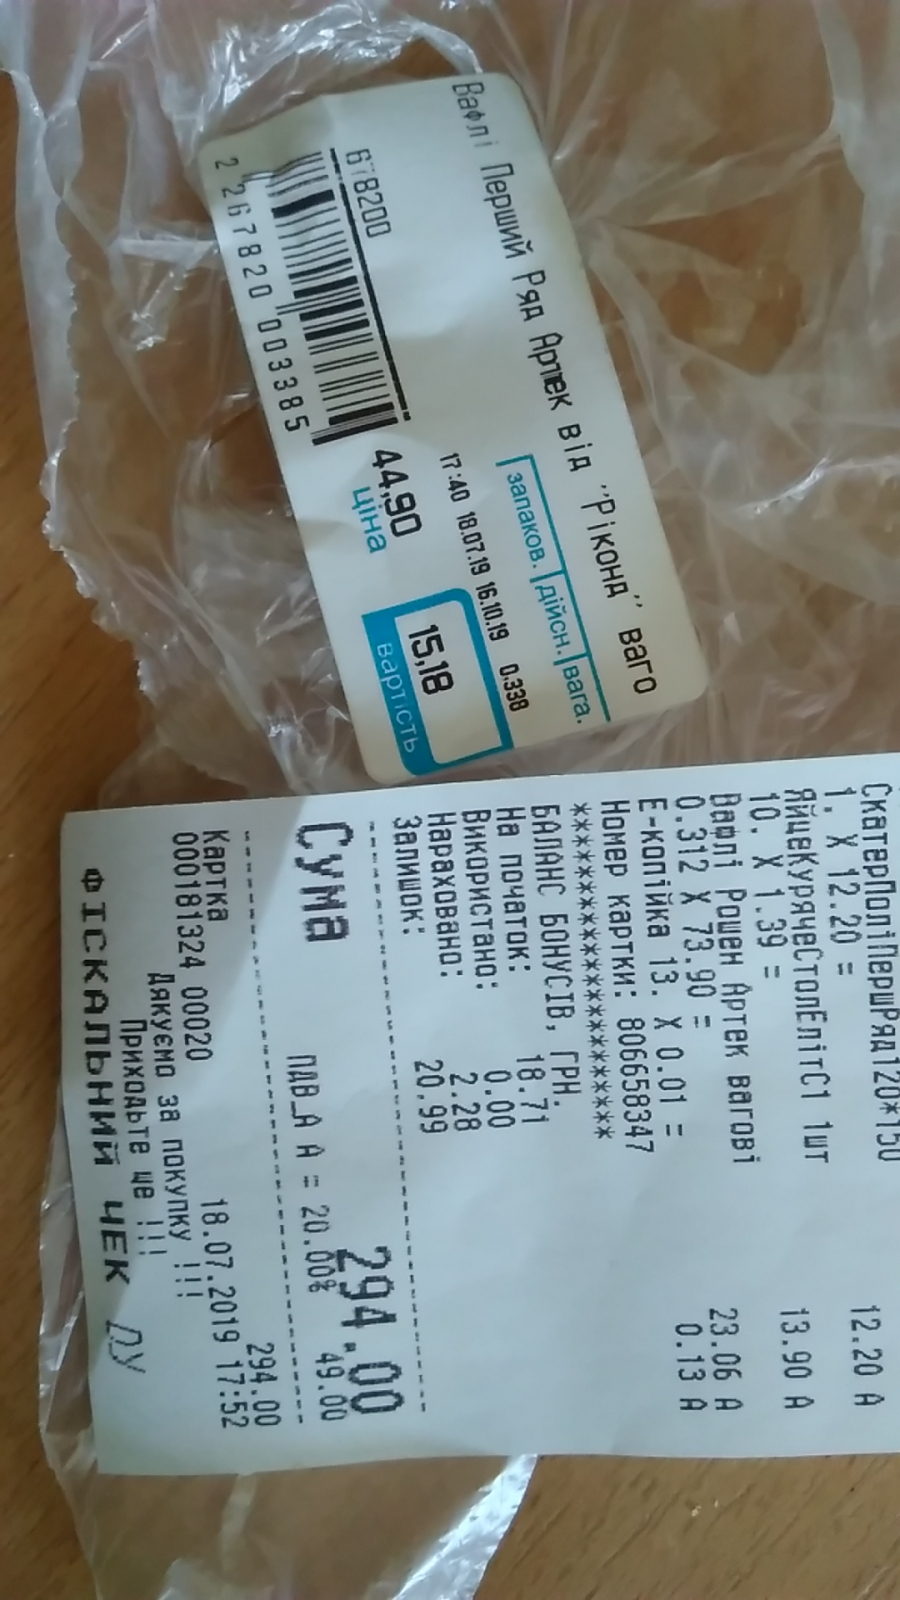 Вафлі Перший Ряд Артек від "Ріконд" ваго
запаков. дійсн. вага.
17:40 18.07.19 16.10.19 0.338
678200
44,90
ціна
15,18
вартість
2 267820 003385
СкатерПоліПершРяд120*150
1. X 12.20 = 12.20 А
ЯйцеКурячеСтолЕлітС1 1шт
10. X 1.39 = 13.90 А
Вафлі Рошен Артек вагові
0.312 X 73.90 = 23.06 А
Е-копійка 13. X 0.01 = 0.13 А
Номер картки: 806658347
************************
БАЛАНС БОНУСІВ, ГРН.
На початок: 18.71
Використано: 0.00
Нараховано: 2.28
Залишок: 20.99
Сума 294.00
ПДВ_А А = 20.00% 49.00
Картка 294.00
000181324 00020 18.07.2019 17:52
Дякуємо за покупку !!!
Приходьте ще !!!
ФІСКАЛЬНИЙ ЧЕК